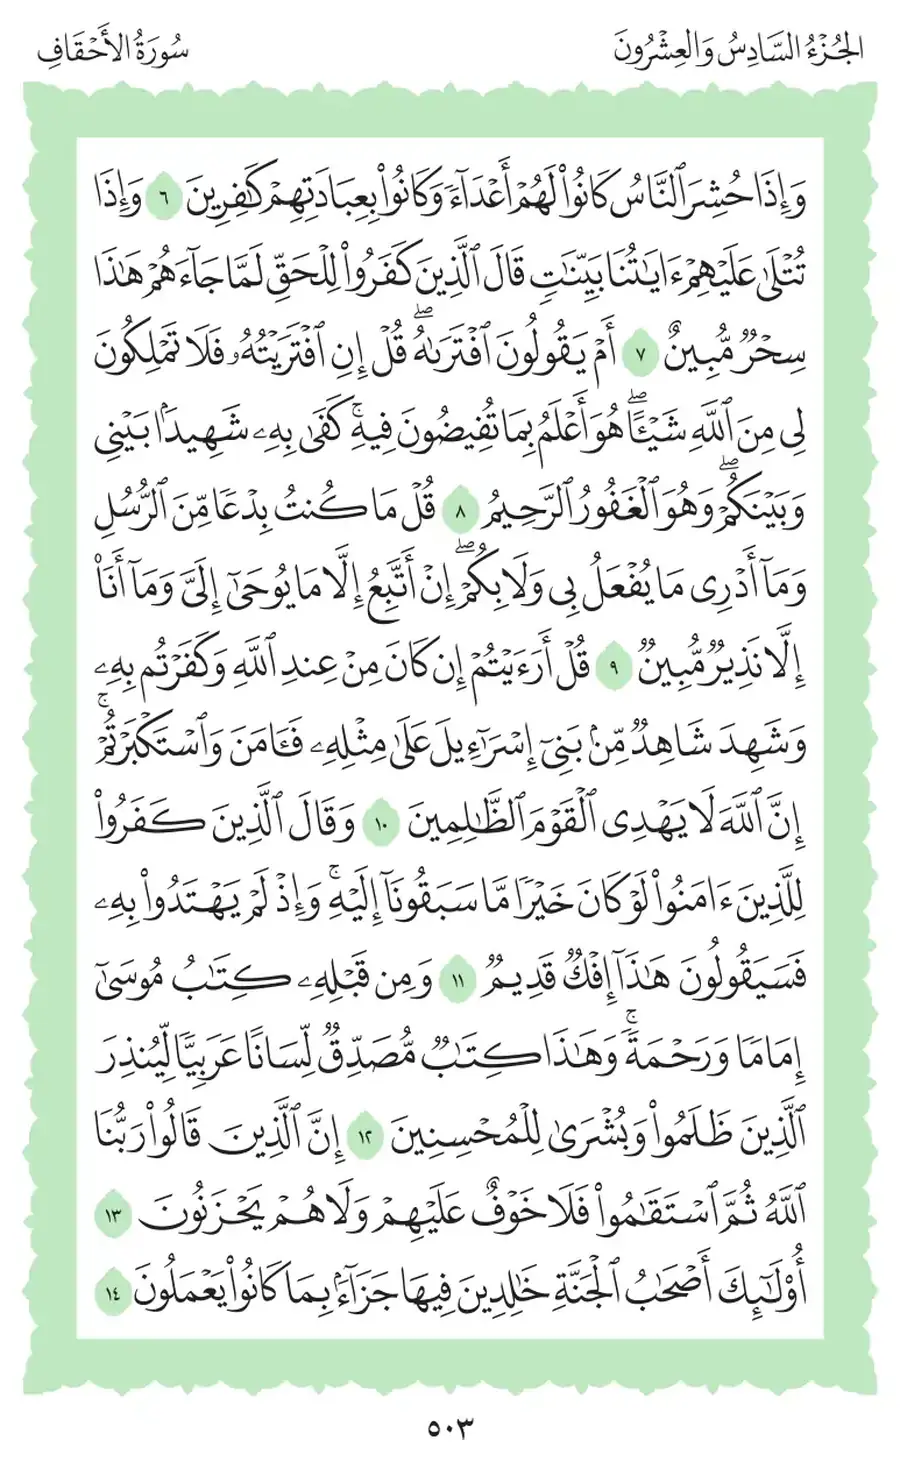 الجُزْءُ السَّادِسُ وَالعِشْرُونَ
سُورَةُ الأَحْقَافِ
وَإِذَا حُشِرَ ٱلنَّاسُ كَانُوا۟ لَهُمْ أَعْدَآءً وَكَانُوا۟ بِعِبَادَتِهِمْ كَٰفِرِينَ ٦ وَإِذَا
تُتْلَىٰ عَلَيْهِمْ ءَايَٰتُنَا بَيِّنَٰتٍ قَالَ ٱلَّذِينَ كَفَرُوا۟ لِلْحَقِّ لَمَّا جَآءَهُمْ هَٰذَا
سِحْرٌ مُّبِينٌ ٧ أَمْ يَقُولُونَ ٱفْتَرَىٰهُ ۖ قُلْ إِنِ ٱفْتَرَيْتُهُۥ فَلَا تَمْلِكُونَ
لِى مِنَ ٱللَّهِ شَيْـًٔا ۖ هُوَ أَعْلَمُ بِمَا تُفِيضُونَ فِيهِ ۚ كَفَىٰ بِهِۦ شَهِيدًۢا بَيْنِى
وَبَيْنَكُمْ ۖ وَهُوَ ٱلْغَفُورُ ٱلرَّحِيمُ ٨ قُلْ مَا كُنتُ بِدْعًا مِّنَ ٱلرُّسُلِ
وَمَآ أَدْرِى مَا يُفْعَلُ بِى وَلَا بِكُمْ ۖ إِنْ أَتَّبِعُ إِلَّا مَا يُوحَىٰٓ إِلَىَّ وَمَآ أَنَا۠
إِلَّا نَذِيرٌ مُّبِينٌ ٩ قُلْ أَرَءَيْتُمْ إِن كَانَ مِنْ عِندِ ٱللَّهِ وَكَفَرْتُم بِهِۦ
وَشَهِدَ شَاهِدٌ مِّنۢ بَنِىٓ إِسْرَٰٓءِيلَ عَلَىٰ مِثْلِهِۦ فَـَٔامَنَ وَٱسْتَكْبَرْتُمْ ۚ
إِنَّ ٱللَّهَ لَا يَهْدِى ٱلْقَوْمَ ٱلظَّٰلِمِينَ ١٠ وَقَالَ ٱلَّذِينَ كَفَرُوا۟
لِلَّذِينَ ءَامَنُوا۟ لَوْ كَانَ خَيْرًا مَّا سَبَقُونَآ إِلَيْهِ ۚ وَإِذْ لَمْ يَهْتَدُوا۟ بِهِۦ
فَسَيَقُولُونَ هَٰذَآ إِفْكٌ قَدِيمٌ ١١ وَمِن قَبْلِهِۦ كِتَٰبُ مُوسَىٰٓ
إِمَامًا وَرَحْمَةً ۚ وَهَٰذَا كِتَٰبٌ مُّصَدِّقٌ لِّسَانًا عَرَبِيًّا لِّيُنذِرَ
ٱلَّذِينَ ظَلَمُوا۟ وَبُشْرَىٰ لِلْمُحْسِنِينَ ١٢ إِنَّ ٱلَّذِينَ قَالُوا۟ رَبُّنَا
ٱللَّهُ ثُمَّ ٱسْتَقَٰمُوا۟ فَلَا خَوْفٌ عَلَيْهِمْ وَلَا هُمْ يَحْزَنُونَ ١٣
أُو۟لَٰٓئِكَ أَصْحَٰبُ ٱلْجَنَّةِ خَٰلِدِينَ فِيهَا جَزَآءًۢ بِمَا كَانُوا۟ يَعْمَلُونَ ١٤
٥٠٣